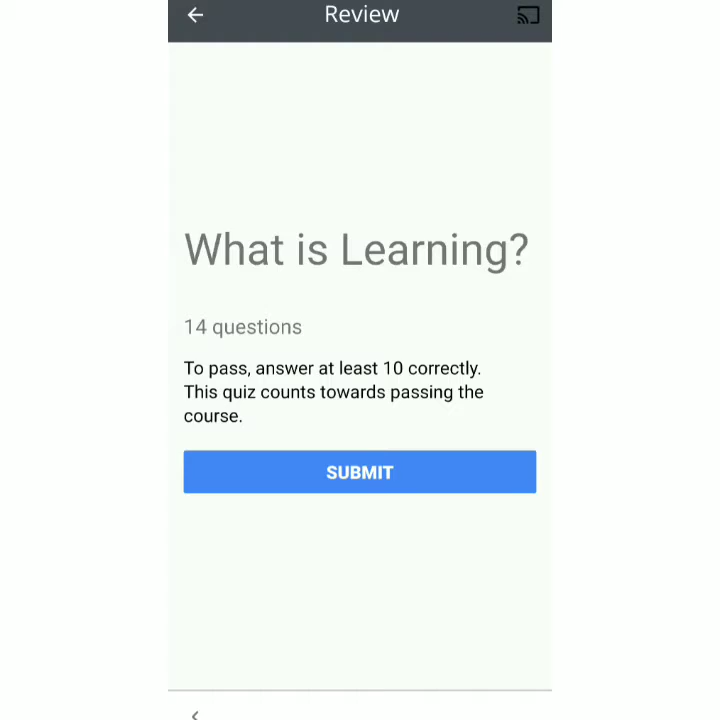 Review
What is Learning?
14 questions
To pass, answer at least 10 correctly.
This quiz counts towards passing the
course.
SUBMIT